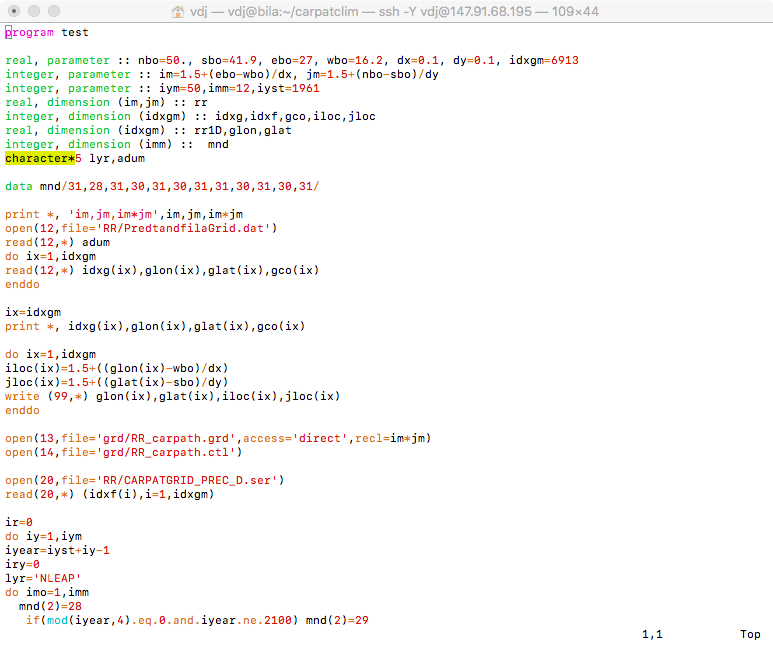 vdj — vdj@bila:~/carpatclim — ssh -Y vdj@147.91.68.195 — 109×44
program test
real, parameter :: nbo=50., sbo=41.9, ebo=27, wbo=16.2, dx=0.1, dy=0.1, idxgm=6913
integer, parameter :: im=1.5+(ebo-wbo)/dx, jm=1.5+(nbo-sbo)/dy
integer, parameter :: iym=50,imm=12,iyst=1961
real, dimension (im,jm) :: rr
integer, dimension (idxgm) :: idxg,idxf,gco,iloc,jloc
real, dimension (idxgm) :: rr1D,glon,glat
integer, dimension (imm) ::  mnd
character*5 lyr,adum
data mnd/31,28,31,30,31,30,31,31,30,31,30,31/
print *, 'im,jm,im*jm',im,jm,im*jm
open(12,file='RR/PredtandfilaGrid.dat')
read(12,*) adum
do ix=1,idxgm
read(12,*) idxg(ix),glon(ix),glat(ix),gco(ix)
enddo
ix=idxgm
print *, idxg(ix),glon(ix),glat(ix),gco(ix)
do ix=1,idxgm
iloc(ix)=1.5+((glon(ix)-wbo)/dx)
jloc(ix)=1.5+((glat(ix)-sbo)/dy)
write (99,*) glon(ix),glat(ix),iloc(ix),jloc(ix)
enddo
open(13,file='grd/RR_carpath.grd',access='direct',recl=im*jm)
open(14,file='grd/RR_carpath.ctl')
open(20,file='RR/CARPATGRID_PREC_D.ser')
read(20,*) (idxf(i),i=1,idxgm)
ir=0
do iy=1,iym
iyear=iyst+iy-1
iry=0
lyr='NLEAP'
do imo=1,imm
  mnd(2)=28
   if(mod(iyear,4).eq.0.and.iyear.ne.2100) mnd(2)=29
1,1 Top